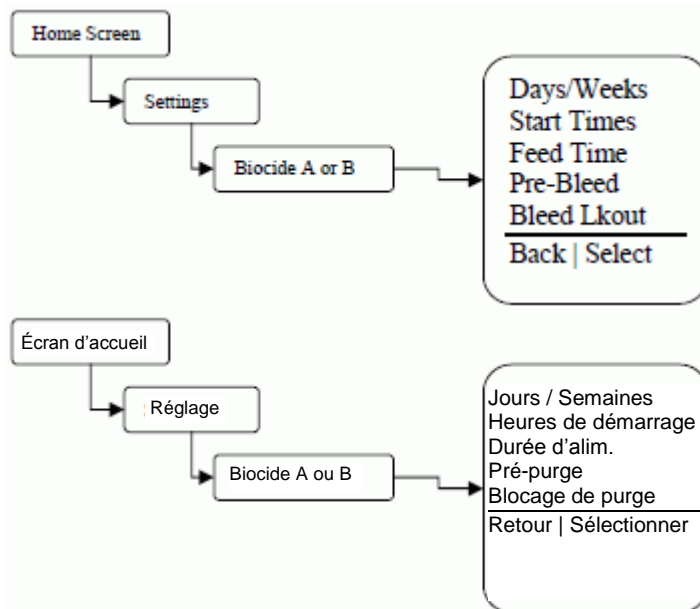 Home Screen
Settings
Biocide A or B
Days/Weeks
Start Times
Feed Time
Pre-Bleed
Bleed Lkout
Back | Select
Écran d’accueil
Réglage
Biocide A ou B
Jours / Semaines
Heures de démarrage
Durée d’alim.
Pré-purge
Blocage de purge
Retour | Sélectionner